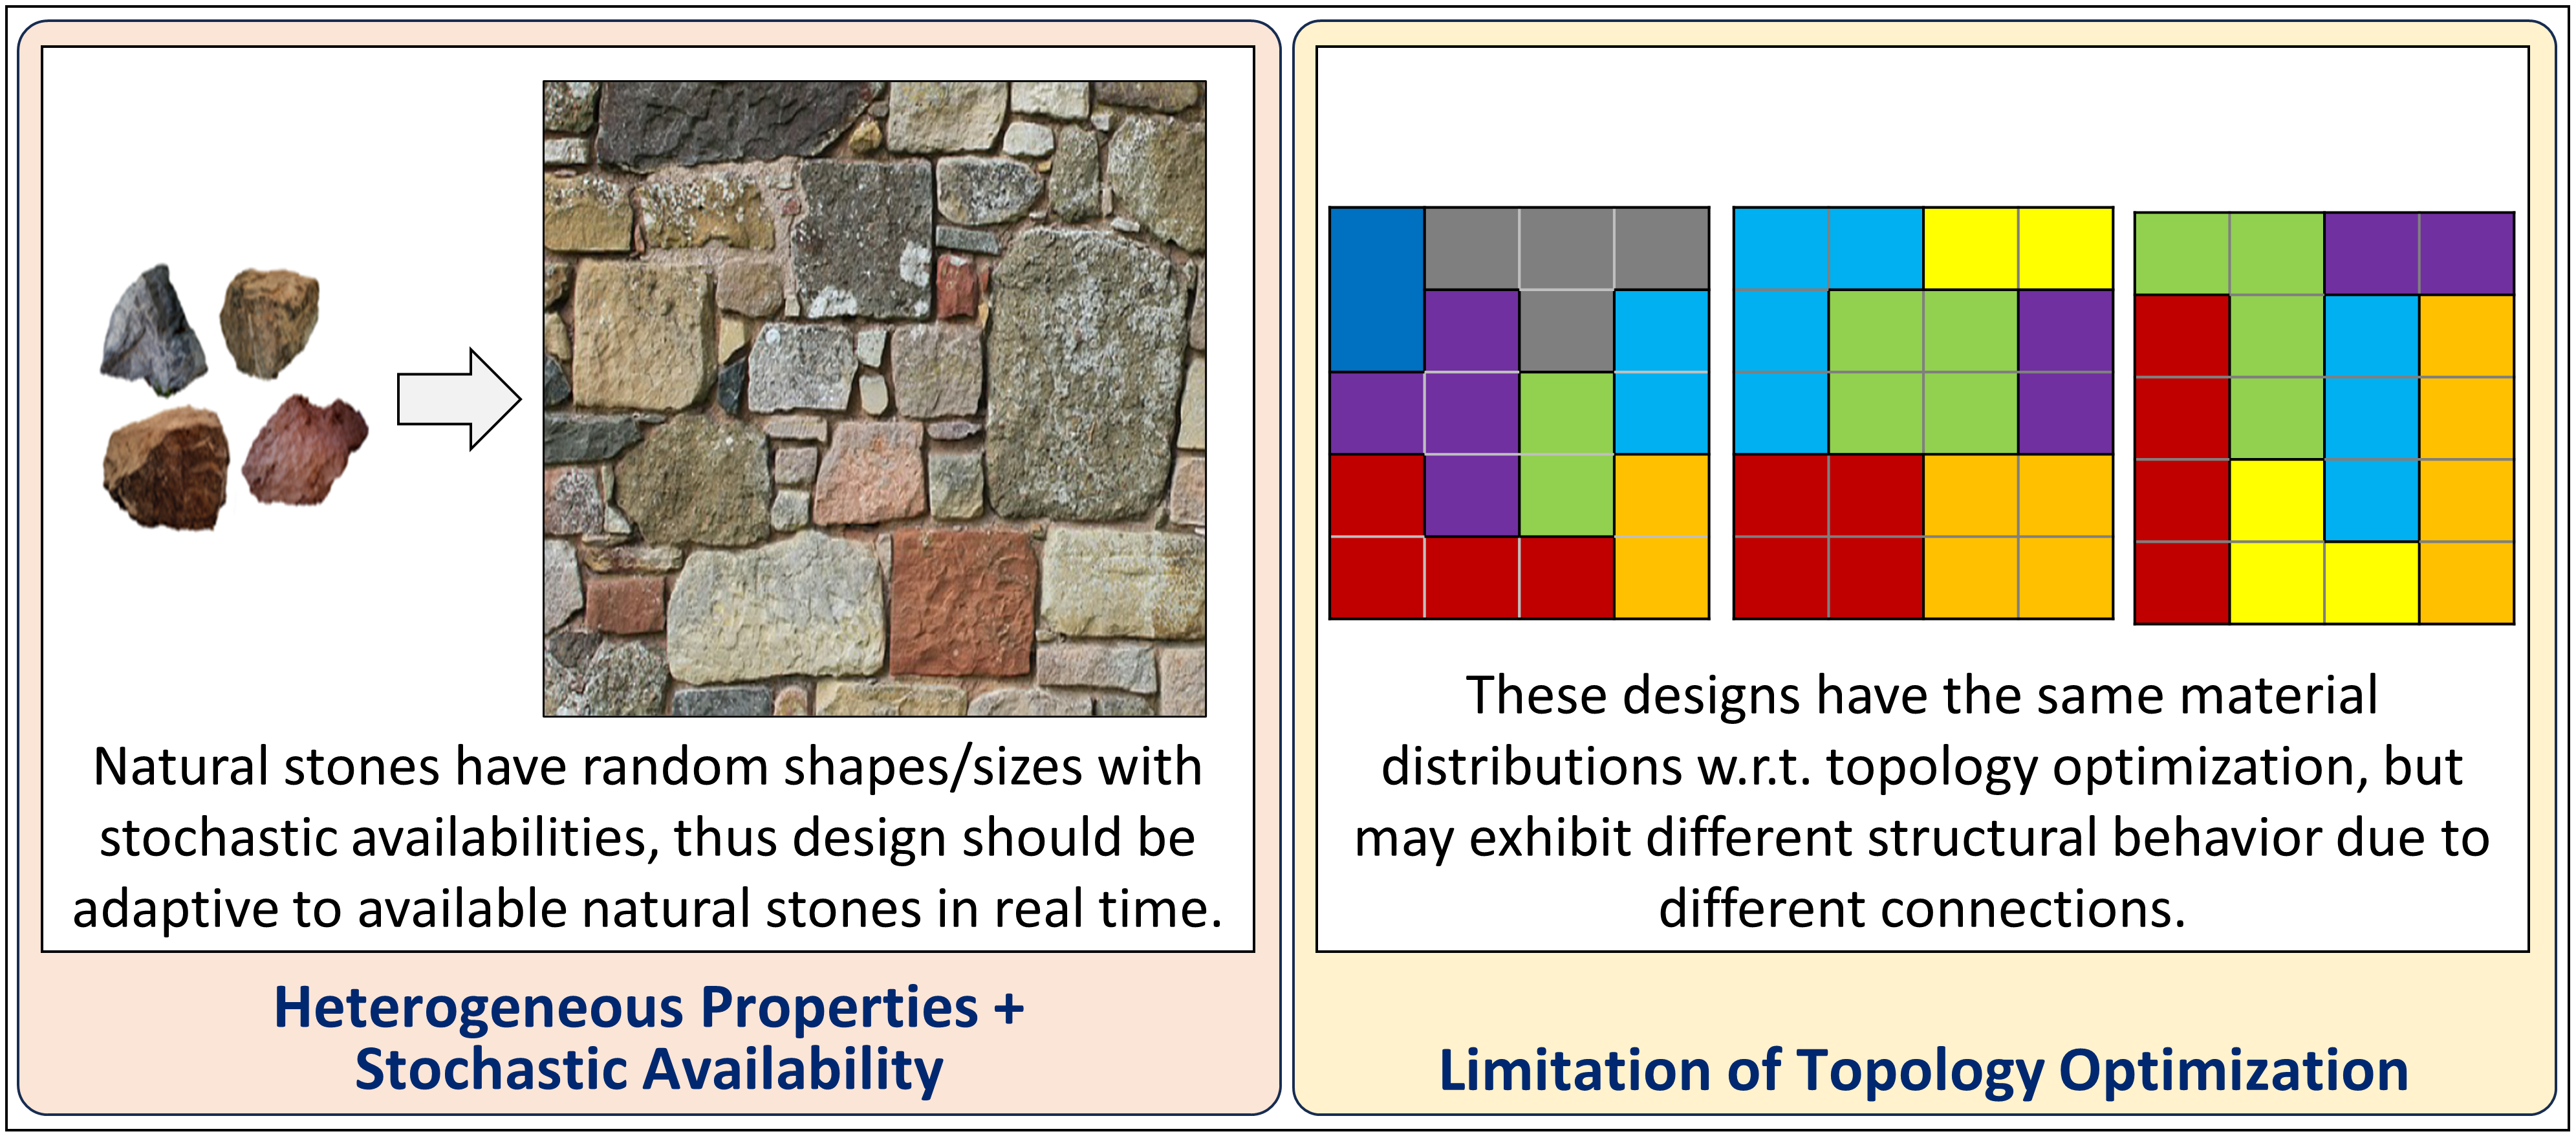 Natural stones have random shapes/sizes with
stochastic availabilities, thus design should be
adaptive to available natural stones in real time.
Heterogeneous Properties +
Stochastic Availability
These designs have the same material
distributions w.r.t. topology optimization, but
may exhibit different structural behavior due to
different connections.
Limitation of Topology Optimization